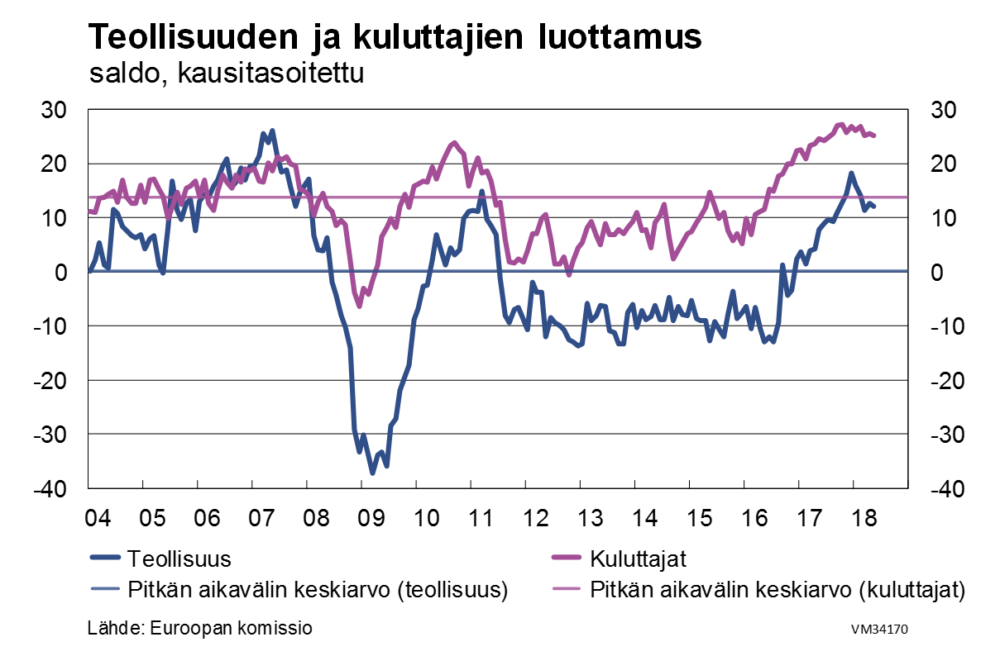 Teollisuuden ja kuluttajien luottamus
saldo, kausitasoitettu
30 30
20 20
10 10
0 0
-10 -10
-20 -20
-30 -30
-40 -40
04 05 06 07 08 09 10 11 12 13 14 15 16 17 18
Teollisuus Kuluttajat
Pitkän aikavälin keskiarvo (teollisuus) Pitkän aikavälin keskiarvo (kuluttajat)
Lähde: Euroopan komissio VM34170